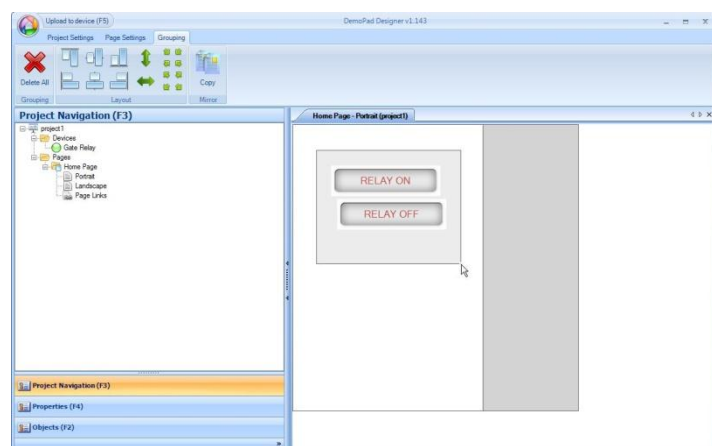 Upload to device (F5)
DemoPad Designer v1.143
Project Settings Page Settings Grouping
Delete All
Copy
Grouping Layout Mirror
Project Navigation (F3)
project1
Devices
Gate Relay
Pages
Home Page
Portrait
Landscape
Page Links
Project Navigation (F3)
Properties (F4)
Objects (F2)
Home Page - Portrait (project1)
RELAY ON
RELAY OFF